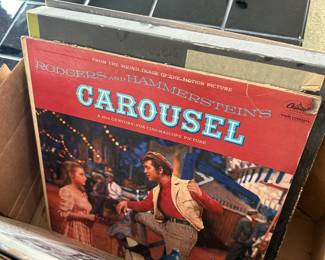 FROM THE SOUND TRACK OF THE MOTION PICTURE
RODGERS AND HAMMERSTEIN'S
CAROUSEL
A 20th CENTURY-FOX CINEMASCOPE PICTURE
Capitol